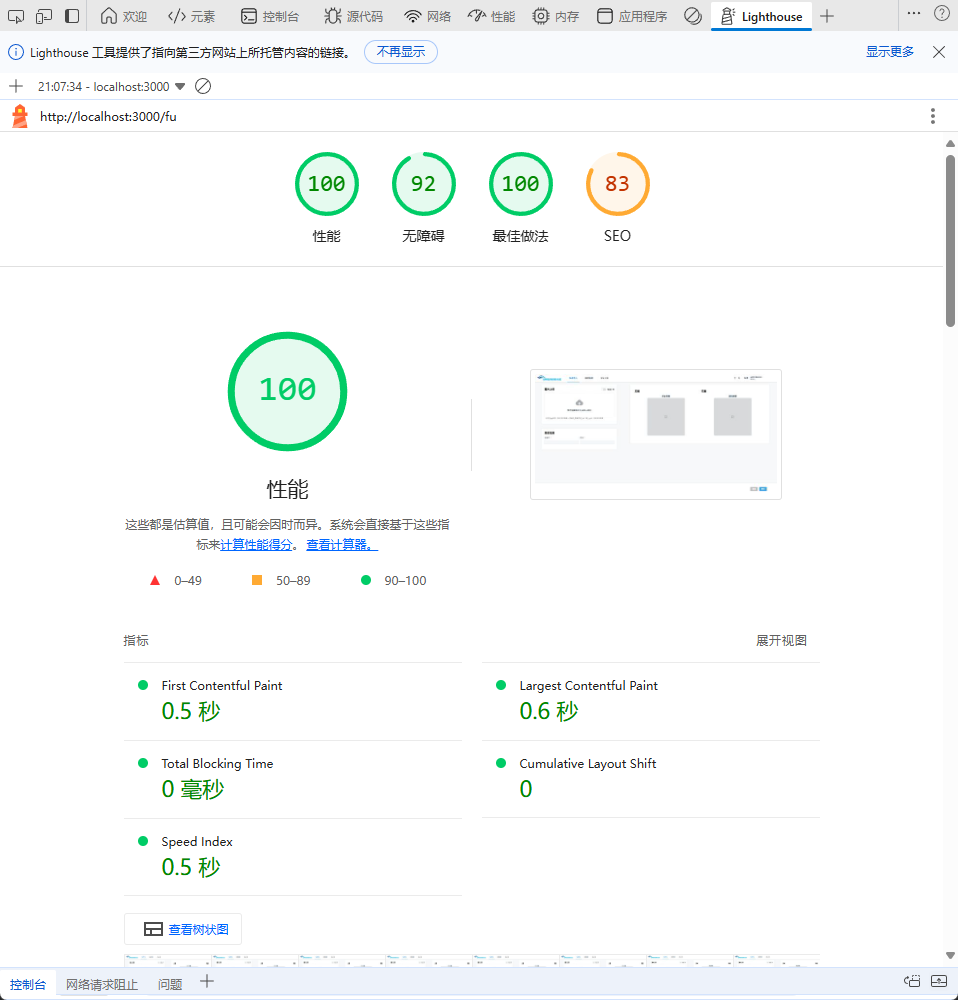 欢迎 元素 控制台 源代码 网络 性能 内存 应用程序 Lighthouse
Lighthouse 工具提供了指向第三方网站上所托管内容的链接。 不再显示 显示更多
21:07:34 - localhost:3000
http://localhost:3000/fu
100 92 100 83
性能 无障碍 最佳做法 SEO
100
性能
这些都是估算值，且可能会因时而异。系统会直接基于这些指
标来计算性能得分。 查看计算器。
0–49 50–89 90–100
指标 展开视图
First Contentful Paint
0.5 秒
Largest Contentful Paint
0.6 秒
Total Blocking Time
0 毫秒
Cumulative Layout Shift
0
Speed Index
0.5 秒
查看树状图
控制台 网络请求阻止 问题